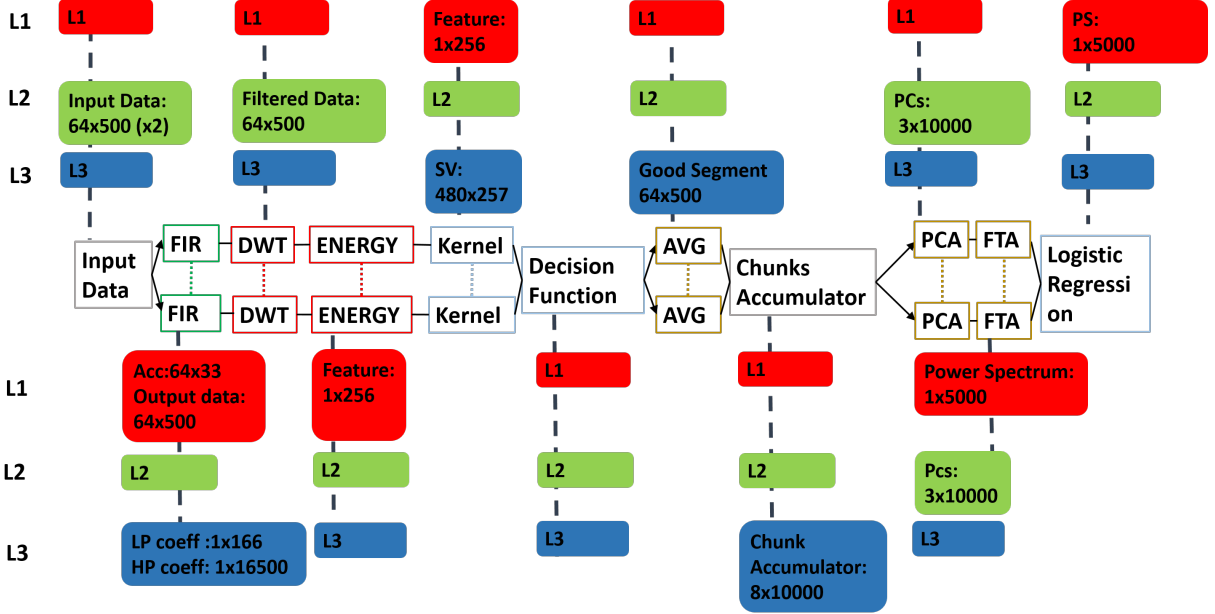 L1
L1
L1
Feature:
1x256
L1
L1
PS:
1x5000
L2
Input Data:
64x500 (x2)
Filtered Data:
64x500
L2
L2
PCs:
3x10000
L2
L3
L3
L3
SV:
480x257
Good Segment
64x500
L3
L3
Input
Data
FIR
DWT
ENERGY
Kernel
Decision
Function
AVG
Chunks
Accumulator
PCA
FTA
Logistic
Regressi
on
FIR
DWT
ENERGY
Kernel
AVG
PCA
FTA
L1
Acc:64x33
Output data:
64x500
Feature:
1x256
L1
L1
Power Spectrum:
1x5000
L2
L2
L2
L2
L2
Pcs:
3x10000
L3
LP coeff :1x166
HP coeff: 1x16500
L3
L3
Chunk
Accumulator:
8x10000
L3